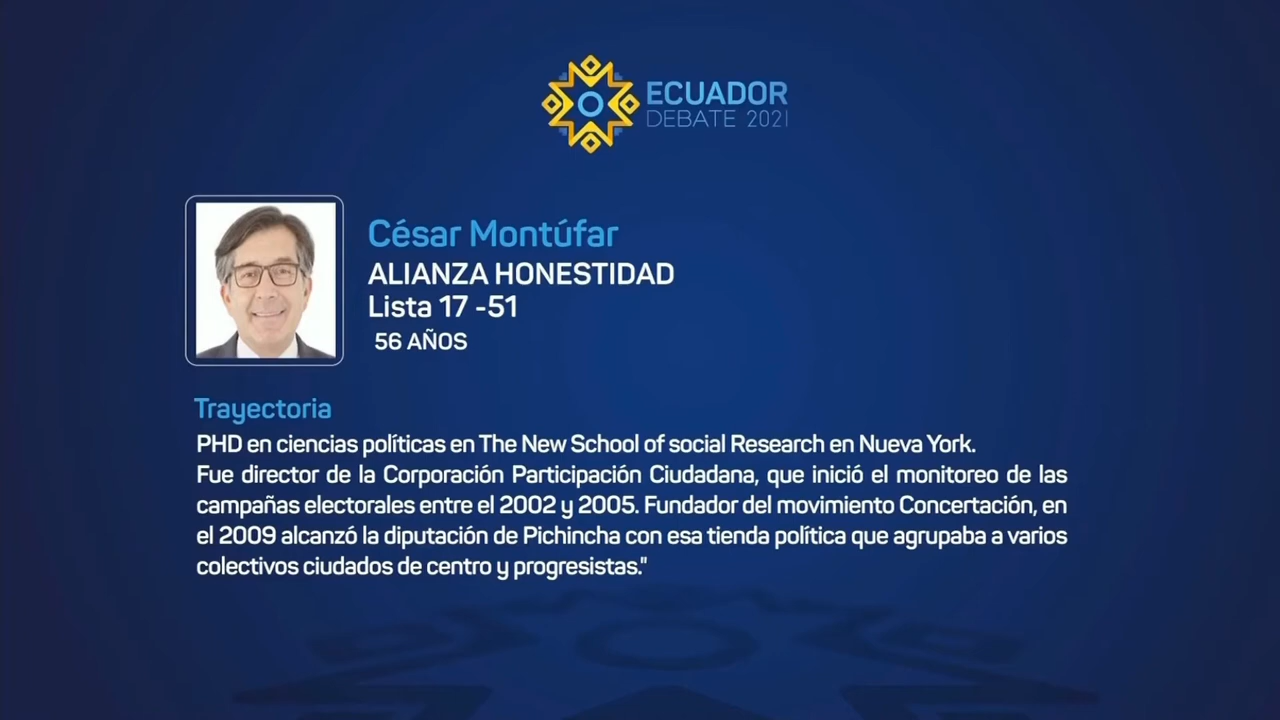 ECUADOR
DEBATE 2021
César Montúfar
ALIANZA HONESTIDAD
Lista 17 -51
56 AÑOS
Trayectoria
PHD en ciencias políticas en The New School of social Research en Nueva York.
Fue director de la Corporación Participación Ciudadana, que inició el monitoreo de las
campañas electorales entre el 2002 y 2005. Fundador del movimiento Concertación, en
el 2009 alcanzó la diputación de Pichincha con esa tienda política que agrupaba a varios
colectivos ciudados de centro y progresistas."